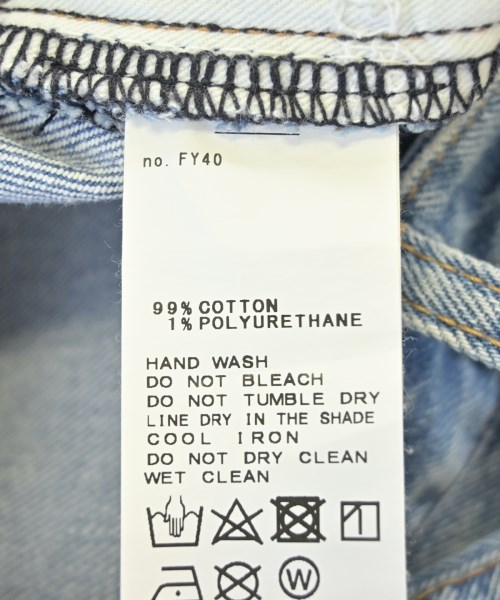 no. FY40
99% COTTON
1% POLYURETHANE
HAND WASH
DO NOT BLEACH
DO NOT TUMBLE DRY
LINE DRY IN THE SHADE
COOL IRON
DO NOT DRY CLEAN
WET CLEAN
W